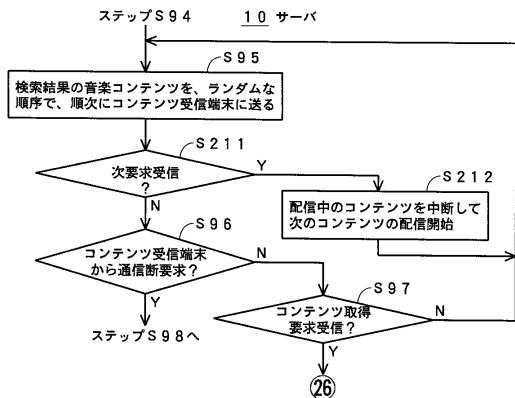 ステップS94
10 サーバ
S95
検索結果の音楽コンテンツを、ランダムな
順序で、順次にコンテンツ受信端末に送る
S211
次要求受信
?
Y
N
S212
配信中のコンテンツを中断して
次のコンテンツの配信開始
S96
コンテンツ受信端末
から通信断要求?
N
Y
ステップS98へ
S97
コンテンツ取得
要求受信?
N
Y
26